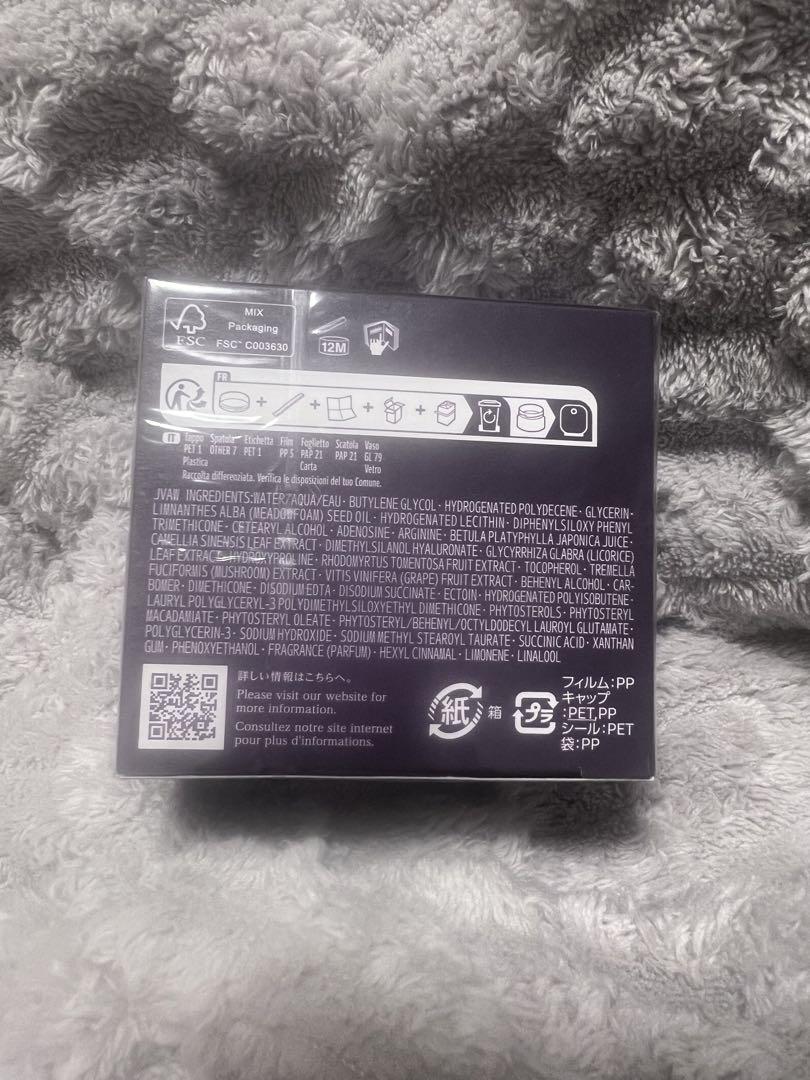 MIX
Packaging
FSC™ C003630
FSC
12M
FR
IT Tappo Spatola Etichetta Film Foglietto Scatola Vaso
PET 1 OTHER 7 PET 1 PP 5 PAP 21 PAP 21 GL 79
Plastica Carta Vetro
Raccolta differenziata. Verifica le disposizioni del tuo Comune.
JVAW INGREDIENTS:WATER/AQUA/EAU· BUTYLENE GLYCOL· HYDROGENATED POLYDECENE· GLYCERIN·
LIMNANTHES ALBA (MEADOWFOAM) SEED OIL· HYDROGENATED LECITHIN· DIPHENYLSILOXY PHENYL
TRIMETHICONE· CETEARYL ALCOHOL· ADENOSINE· ARGININE· BETULA PLATYPHYLLA JAPONICA JUICE·
CAMELLIA SINENSIS LEAF EXTRACT· DIMETHYLSILANOL HYALURONATE· GLYCYRRHIZA GLABRA (LICORICE)
LEAF EXTRACT· HYDROXYPROLINE· RHODOMYRTUS TOMENTOSA FRUIT EXTRACT· TOCOPHEROL· TREMELLA
FUCIFORMIS (MUSHROOM) EXTRACT· VITIS VINIFERA (GRAPE) FRUIT EXTRACT· BEHENYL ALCOHOL· CAR-
BOMER· DIMETHICONE· DISODIUM EDTA· DISODIUM SUCCINATE· ECTOIN· HYDROGENATED POLYISOBUTENE·
LAURYL POLYGLYCERYL-3 POLYDIMETHYLSILOXYETHYL DIMETHICONE· PHYTOSTEROLS· PHYTOSTERYL
MACADAMIATE· PHYTOSTERYL OLEATE· PHYTOSTERYL/BEHENYL/OCTYLDODECYL LAUROYL GLUTAMATE·
POLYGLYCERIN-3· SODIUM HYDROXIDE· SODIUM METHYL STEAROYL TAURATE· SUCCINIC ACID· XANTHAN
GUM· PHENOXYETHANOL· FRAGRANCE (PARFUM)· HEXYL CINNAMAL· LIMONENE· LINALOOL
詳しい情報はこちらへ。
Please visit our website for
more information.
Consultez notre site internet
pour plus d'informations.
紙 箱
プラ
フィルム:PP
キャップ
:PET,PP
シール:PET
袋:PP